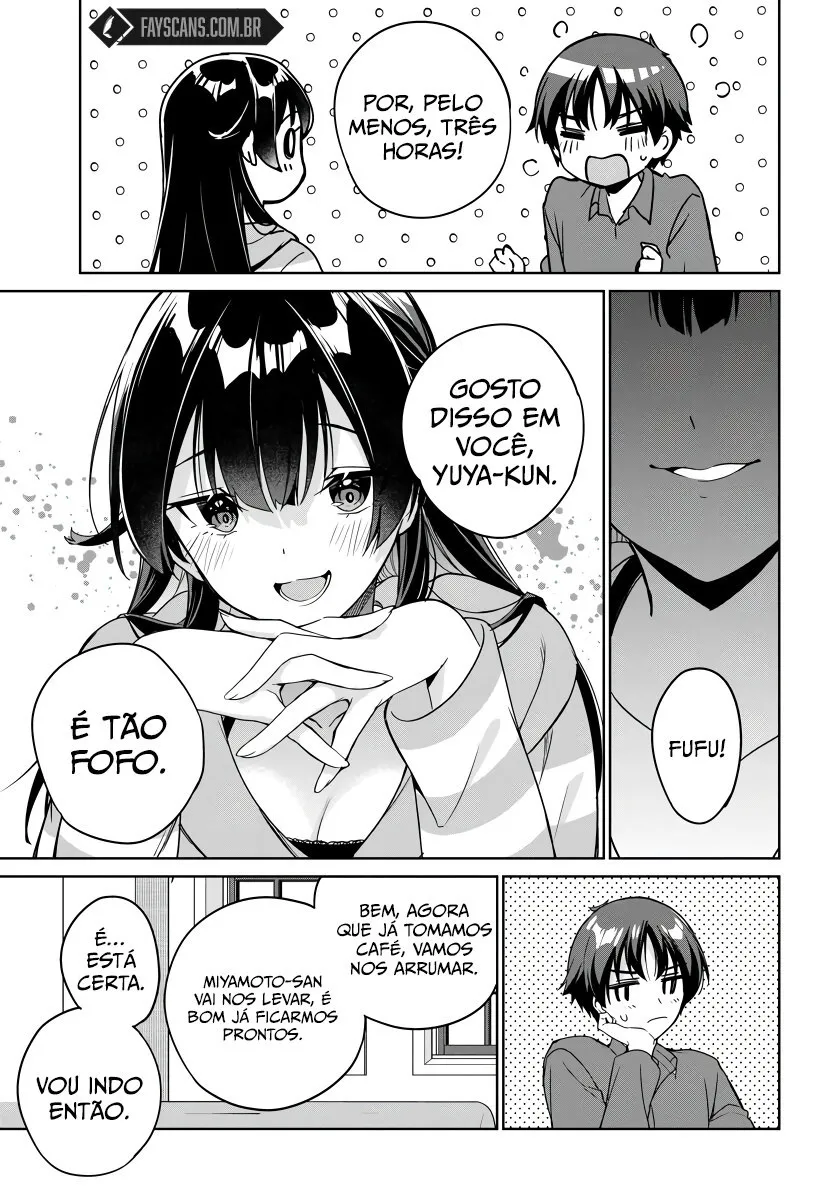 FAYSCANS.COM.BR
POR, PELO
MENOS, TRÊS
HORAS!
FUFU!
GOSTO
DISSO EM
VOCÊ,
YUYA-KUN.
É TÃO
FOFO.
BEM, AGORA
QUE JÁ TOMAMOS
CAFÉ, VAMOS
NOS ARRUMAR.
MIYAMOTO-SAN
VAI NOS LEVAR, É
BOM JÁ FICARMOS
PRONTOS.
É...
ESTÁ
CERTA.
VOU INDO
ENTÃO.